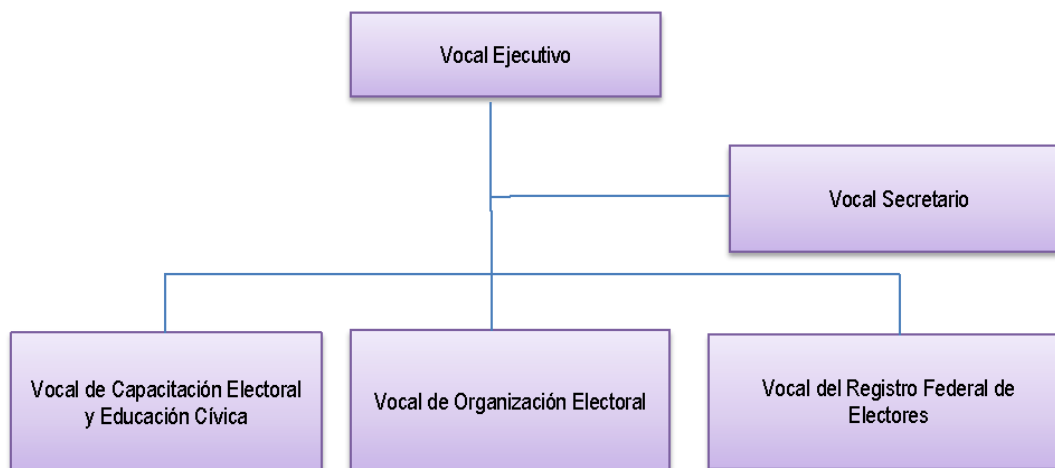 Vocal Ejecutivo
Vocal Secretario
Vocal de Capacitación Electoral
y Educación Cívica
Vocal de Organización Electoral
Vocal del Registro Federal de
Electores